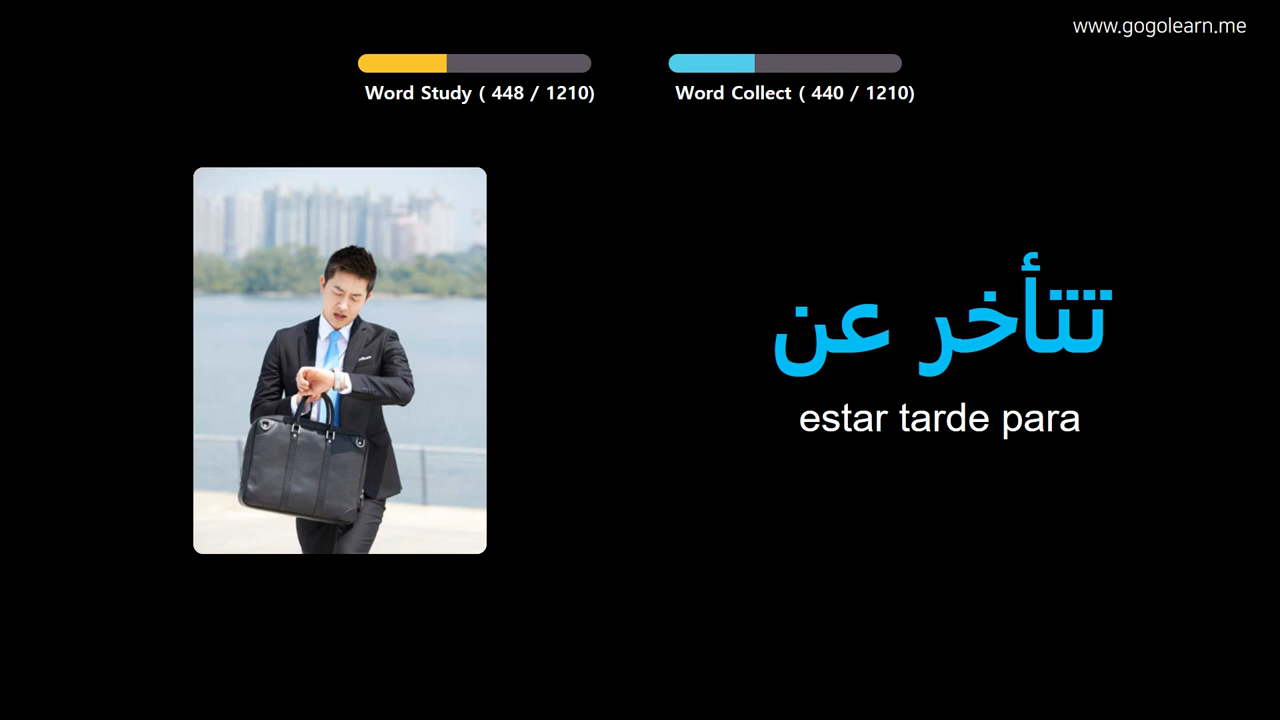 www.gogolearn.me
Word Study ( 448 / 1210)
Word Collect ( 440 / 1210)
تتأخر عن
estar tarde para